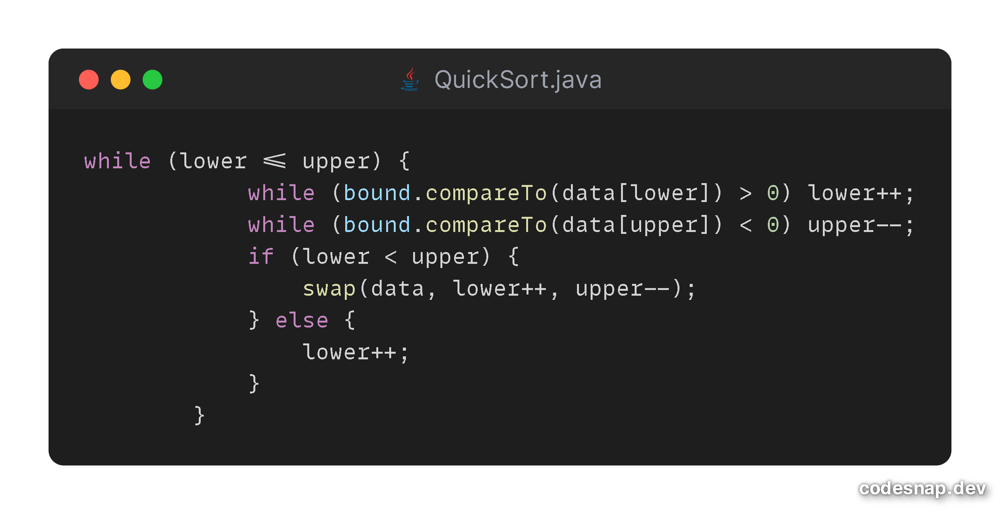 QuickSort.java
while (lower <= upper) {
            while (bound.compareTo(data[lower]) > 0) lower++;
            while (bound.compareTo(data[upper]) < 0) upper--;
            if (lower < upper) {
                swap(data, lower++, upper--);
            } else {
                lower++;
            }
        }
codesnap.dev